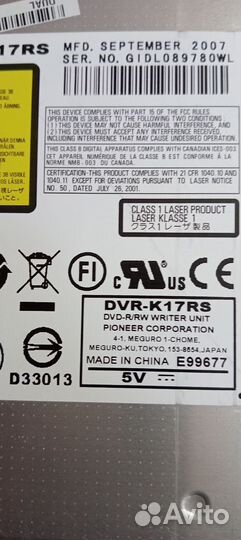 DUAL
17RS
MFD. SEPTEMBER 2007
SER. NO. GIDL089780WL
THIS DEVICE COMPLIES WITH PART 15 OF THE FCC RULES
OPERATION IS SUBJECT TO THE FOLLOWING TWO CONDITIONS
(1) THIS DEVICE MAY NOT CAUSE HARMFUL INTERFERENCE, AND
(2) THIS DEVICE MUST ACCEPT ANY INTERFERENCE RECEIVED,
INCLUDING INTERFERENCE THAT MAY CAUSE UNDESIRED
OPERATION.
THIS CLASS B DIGITAL APPARATUS COMPLIES WITH CANADIAN ICES-003
CET APPAREIL NUMERIQUE DE LA CLASSE B EST CONFORME A LA
NORME NMB-003 DU CANADA.
CERTIFICATION:THIS PRODUCT COMPLIES WITH 21 CFR 1040.10 AND
1040.11 EXCEPT FOR DEVIATIONS PURSUANT TO LASER NOTICE
NO. 50, DATED JULY 26, 2001.
CLASS 1 LASER PRODUCT
LASER KLASSE 1
クラス1 レーザ 製品
FI
c UR US CE
DVR-K17RS
DVD-R/RW WRITER UNIT
PIONEER CORPORATION
4-1, MEGURO 1-CHOME,
MEGURO-KU,TOKYO, 153-8654,JAPAN
MADE IN CHINA E99677
5V
D33013
Avito